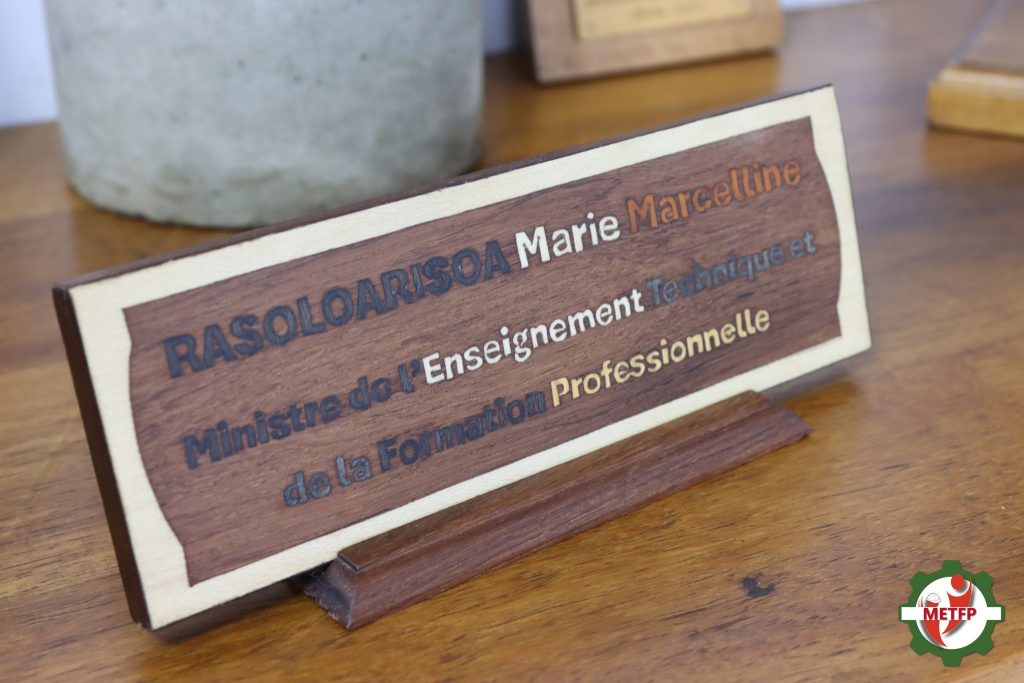 RASOLOARISOA Marie Marcelline
Ministre de l'Enseignement Technique et
de la Formation Professionnelle
METFP